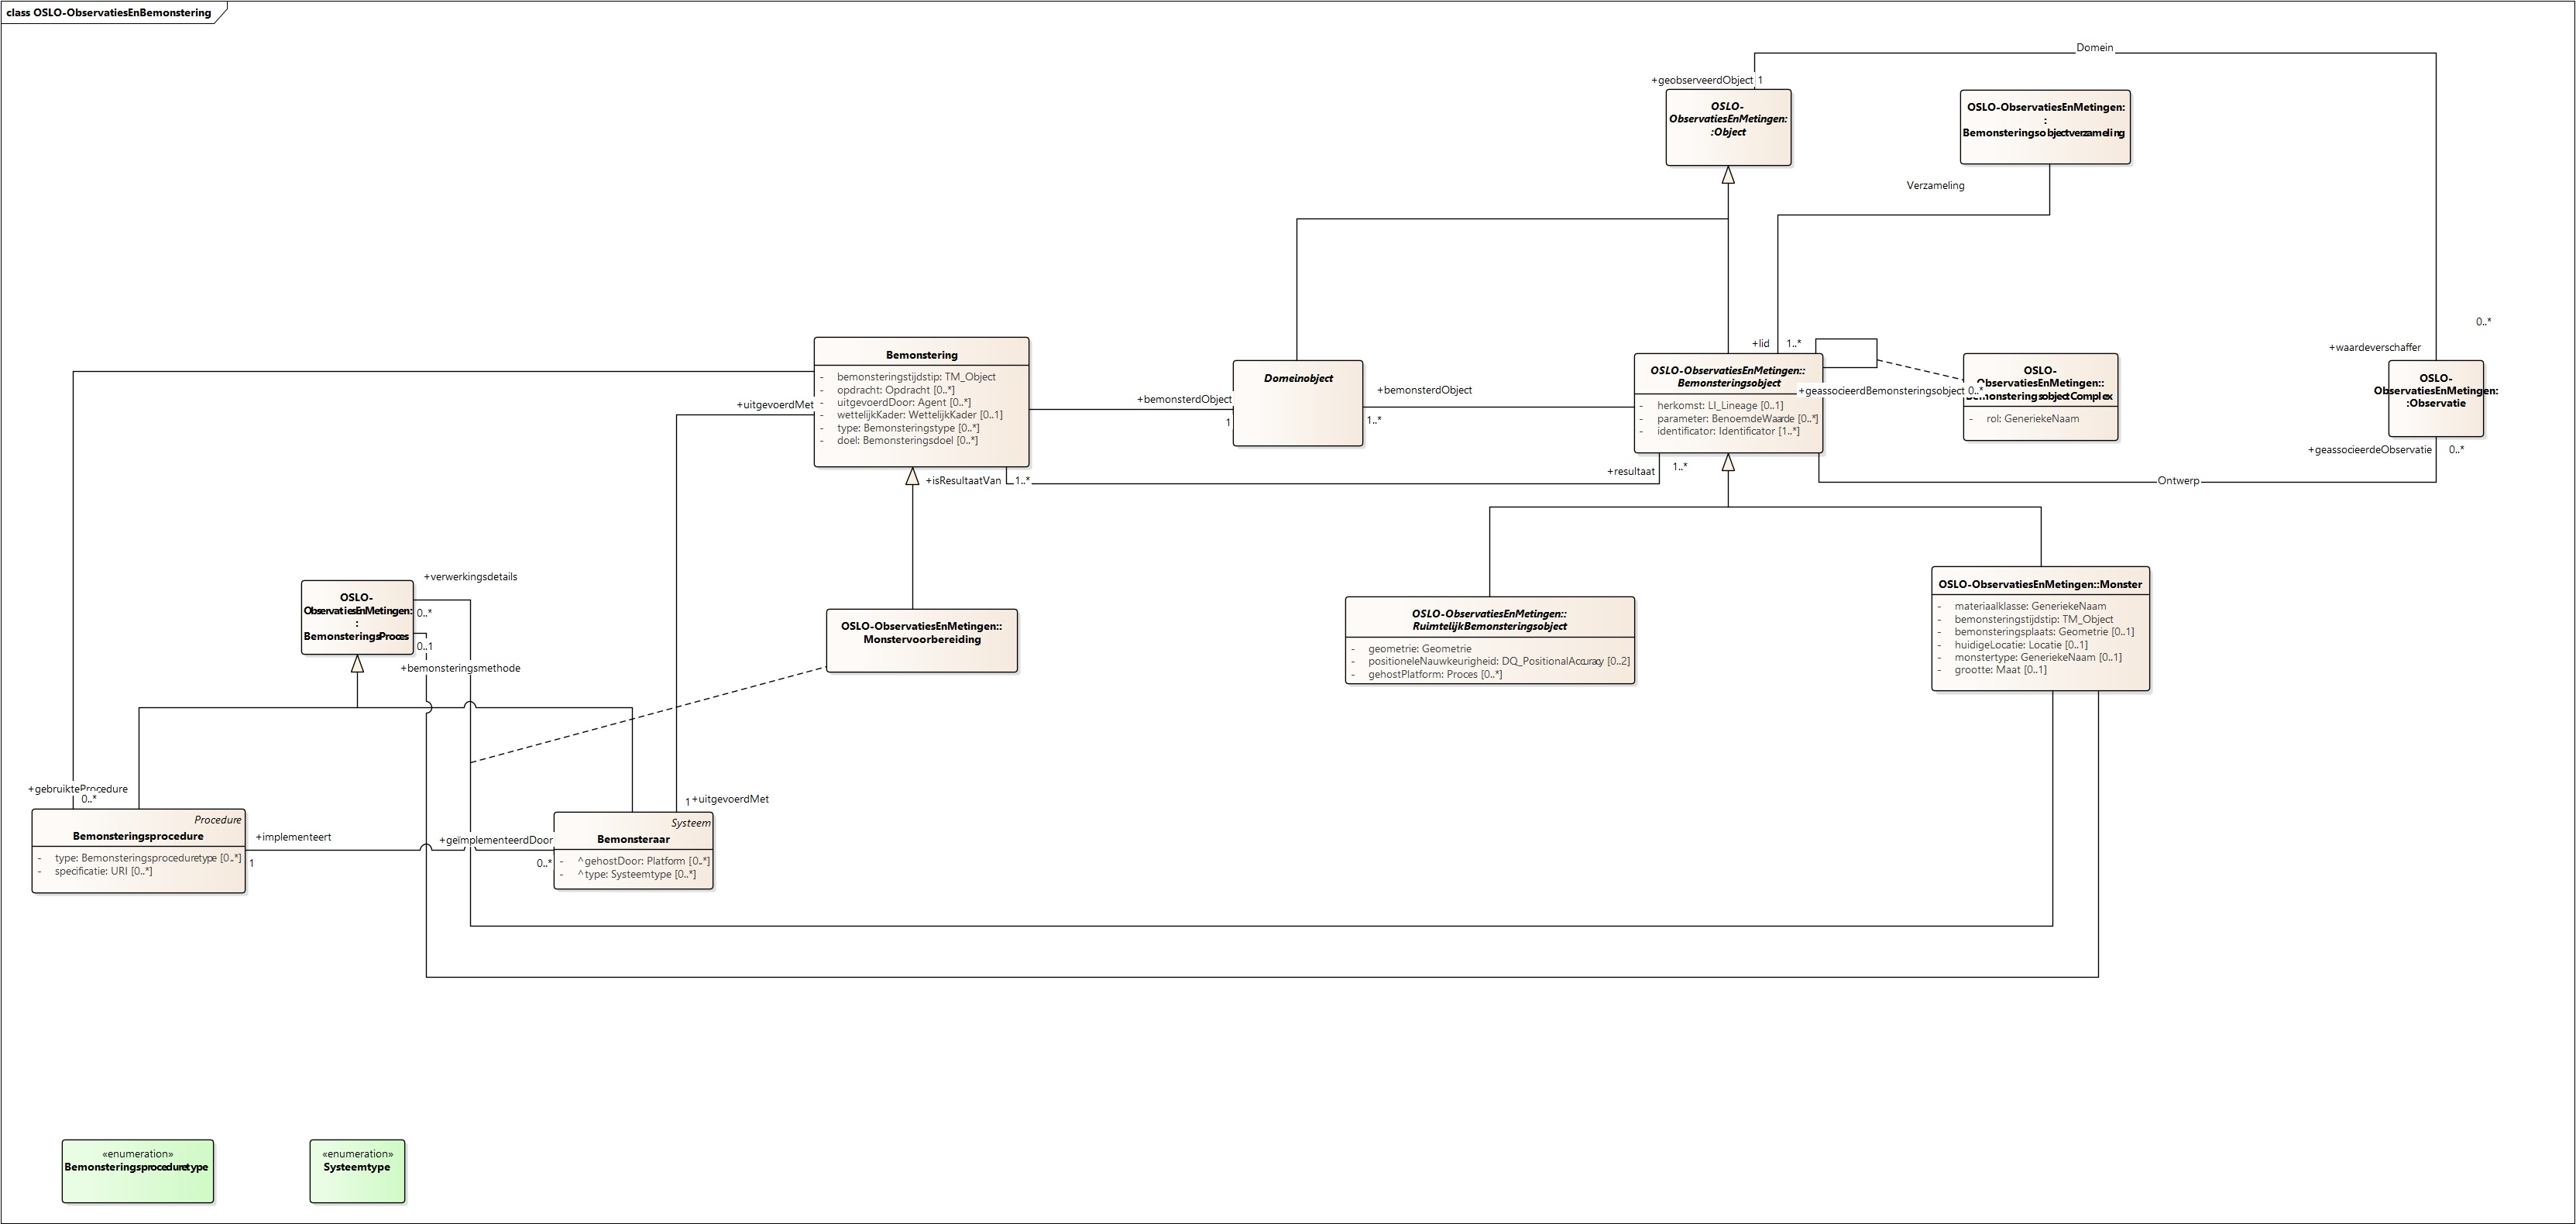 class OSLO-ObservatiesEnBemonstering
Domein
+geobserveerdObject 1
OSLO-
ObservatiesEnMetingen:
:Object
OSLO-ObservatiesEnMetingen:
:
Bemonsteringsobjectverzameling
Verzameling
0..*
+waardeverschaffer
OSLO-
ObservatiesEnMetingen:
:Observatie
+geassocieerdeObservatie
0..*
Ontwerp
Bemonstering
- bemonsteringstijdstip: TM_Object
- opdracht: Opdracht [0..*]
- uitgevoerdDoor: Agent [0..*]
- wettelijkKader: WettelijkKader [0..1]
- type: Bemonsteringstype [0..*]
- doel: Bemonsteringsdoel [0..*]
+uitgevoerdMet
+bemonsterdObject
1
Domeinobject
+bemonsterdObject
1..*
+lid
1..*
OSLO-ObservatiesEnMetingen::
Bemonsteringsobject
- herkomst: LI_Lineage [0..1]
- parameter: BenoemdeWaarde [0..*]
- identificator: Identificator [1..*]
+geassocieerdBemonsteringsobject 0..*
OSLO-
ObservatiesEnMetingen::
BemonsteringsobjectComplex
- rol: GeneriekeNaam
+isResultaatVan
1..*
+resultaat
1..*
+verwerkingsdetails
0..*
OSLO-
ObservatiesEnMetingen:
:
BemonsteringsProces
0..1
+bemonsteringsmethode
OSLO-ObservatiesEnMetingen::
Monstervoorbereiding
OSLO-ObservatiesEnMetingen::
RuimtelijkBemonsteringsobject
- geometrie: Geometrie
- positioneleNauwkeurigheid: DQ_PositionalAccuracy [0..2]
- gehostPlatform: Proces [0..*]
OSLO-ObservatiesEnMetingen::Monster
- materiaalklasse: GeneriekeNaam
- bemonsteringstijdstip: TM_Object
- bemonsteringsplaats: Geometrie [0..1]
- huidigeLocatie: Locatie [0..1]
- monstertype: GeneriekeNaam [0..1]
- grootte: Maat [0..1]
+gebruikteProcedure
0..*
Procedure
Bemonsteringsprocedure
- type: Bemonsteringsproceduretype [0..*]
- specificatie: URI [0..*]
+implementeert
1
+geïmplementeerdDoor
0..*
1
+uitgevoerdMet
Systeem
Bemonsteraar
- ^gehostDoor: Platform [0..*]
- ^type: Systeemtype [0..*]
«enumeration»
Bemonsteringsproceduretype
«enumeration»
Systeemtype